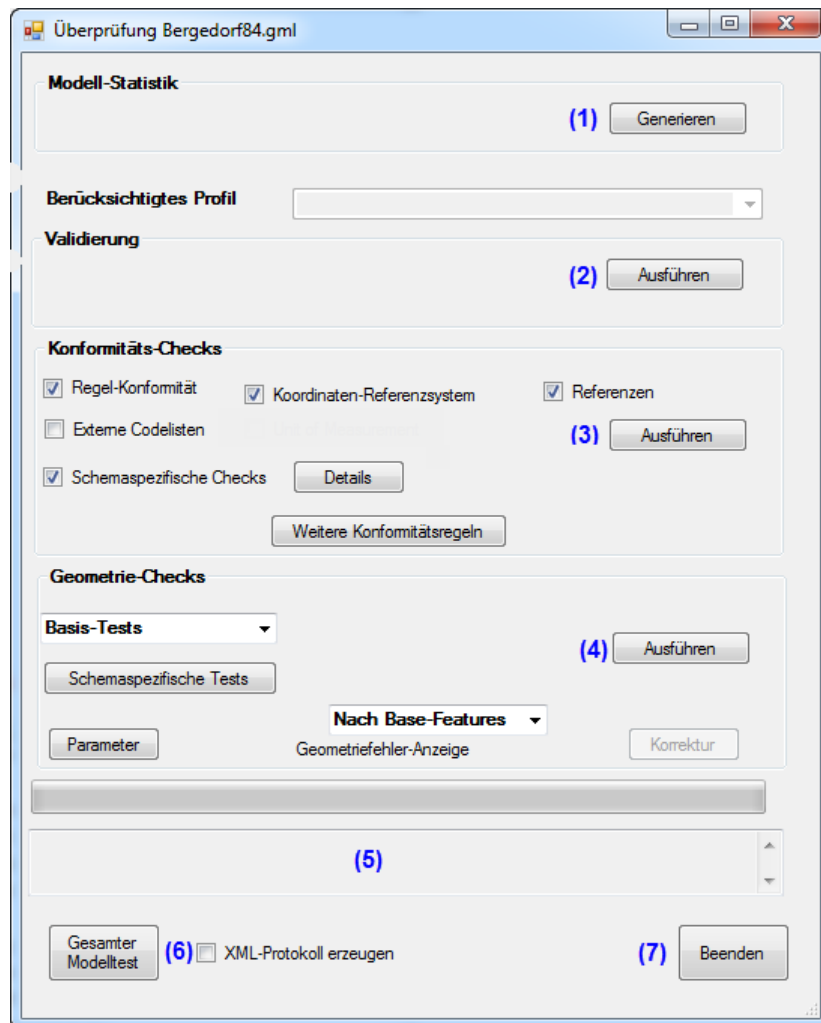 Überprüfung Bergedorf84.gml
Modell-Statistik
(1) Generieren
Berücksichtigtes Profil
Validierung
(2) Ausführen
Konformitäts-Checks
Regel-Konformität Koordinaten-Referenzsystem Referenzen
Externe Codelisten (3) Ausführen
Schemaspezifische Checks Details
Weitere Konformitätsregeln
Geometrie-Checks
Basis-Tests
(4) Ausführen
Schemaspezifische Tests
Nach Base-Features
Parameter Geometriefehler-Anzeige Korrektur
(5)
Gesamter
Modelltest
(6) XML-Protokoll erzeugen
(7) Beenden